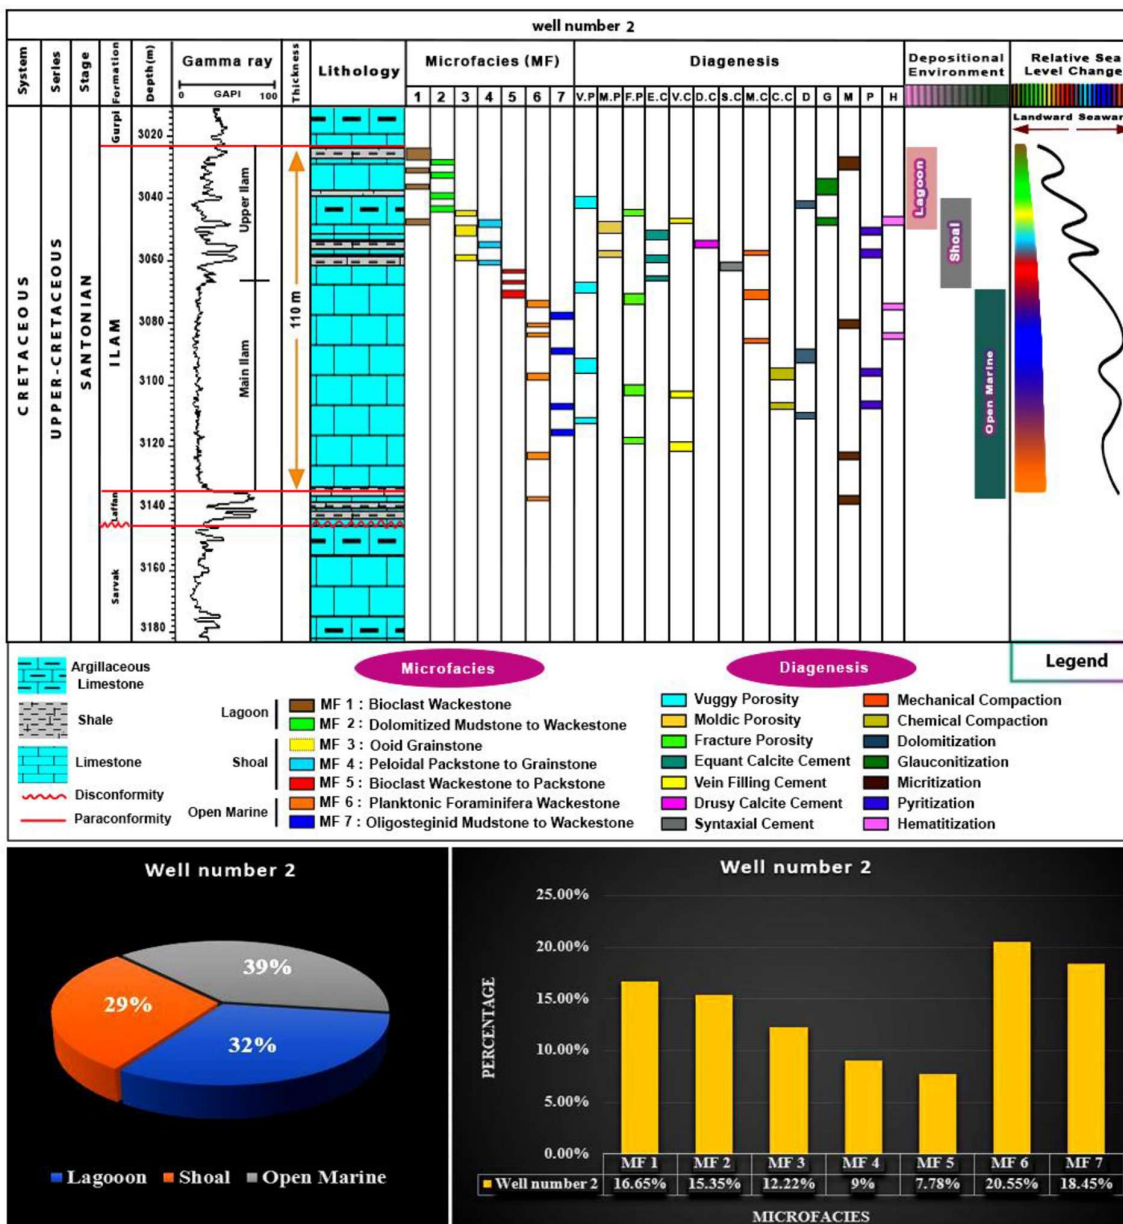 well number 2
System
Series
Stage
Formation
Depth(m)
Gamma ray
0 GAPI 100
Thickness
Lithology
Microfacies (MF)
1 2 3 4 5 6 7
Diagenesis
V.P M.P F.P E.C V.C D.C S.C M.C C.C D G M P H
Depositional
Environment
Relative Sea
Level Change
Landward Seawar
CRETACEOUS
UPPER-CRETACEOUS
SANTONIAN
Gurpi
ILAM
Laffan
Sarvak
3020
3040
3060
3080
3100
3120
3140
3160
3180
Upper Ilam
Main Ilam
110 m
Lagoon
Shoal
Open Marine
Argillaceous
Limestone
Shale
Limestone
Disconformity
Paraconformity
Microfacies
Lagoon
MF 1 : Bioclast Wackestone
MF 2 : Dolomitized Mudstone to Wackestone
Shoal
MF 3 : Ooid Grainstone
MF 4 : Peloidal Packstone to Grainstone
MF 5 : Bioclast Wackestone to Packstone
Open Marine
MF 6 : Planktonic Foraminifera Wackestone
MF 7 : Oligosteginid Mudstone to Wackestone
Diagenesis
Vuggy Porosity
Moldic Porosity
Fracture Porosity
Equant Calcite Cement
Vein Filling Cement
Drusy Calcite Cement
Syntaxial Cement
Mechanical Compaction
Chemical Compaction
Dolomitization
Glauconitization
Micritization
Pyritization
Hematitization
Legend
Well number 2
39%
29%
32%
Lagooon Shoal Open Marine
Well number 2
PERCENTAGE
25.00%
20.00%
15.00%
10.00%
5.00%
0.00%
MF 1 MF 2 MF 3 MF 4 MF 5 MF 6 MF 7
Well number 2 16.65% 15.35% 12.22% 9% 7.78% 20.55% 18.45%
MICROFACIES